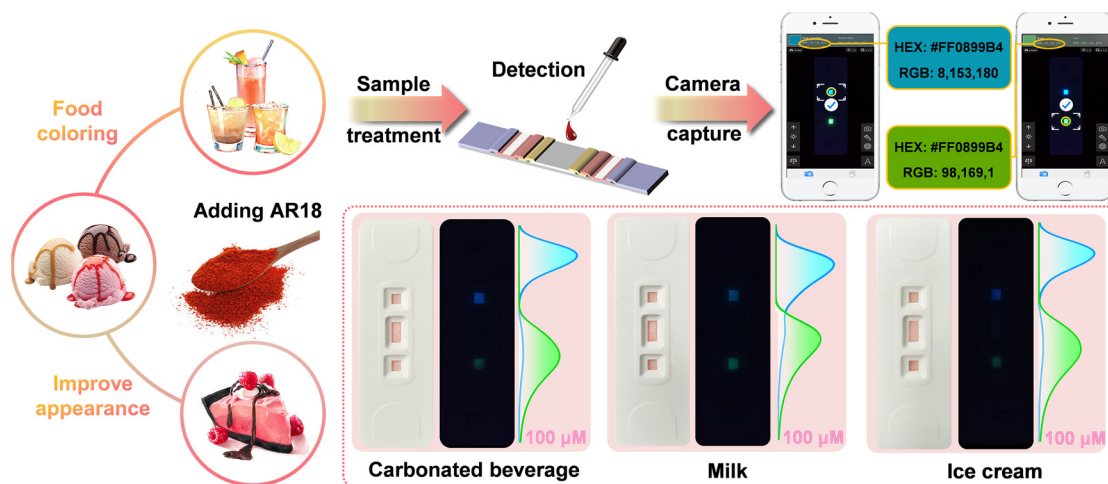 Food
coloring
Improve
appearance
Adding AR18
Sample
treatment
Detection
Camera
capture
HEX: #FF0899B4
RGB: 8,153,180
HEX: #FF0899B4
RGB: 98,169,1
100 μM
100 μM
100 μM
Carbonated beverage
Milk
Ice cream